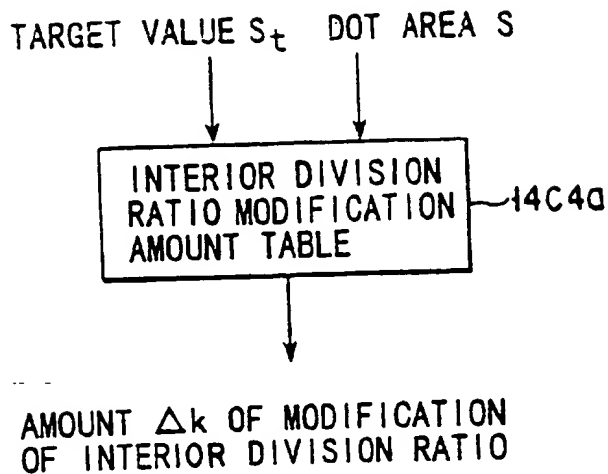 TARGET VALUE St DOT AREA S
INTERIOR DIVISION
RATIO MODIFICATION
AMOUNT TABLE
14C4a
AMOUNT Δk OF MODIFICATION
OF INTERIOR DIVISION RATIO